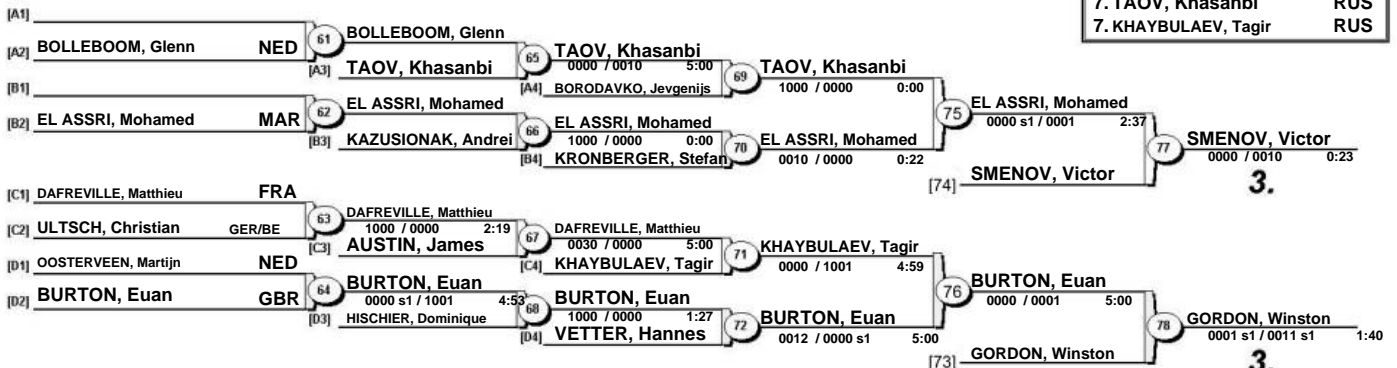 7. TAOV, Khasanbi RUS
7. KHAYBULAEV, Tagir RUS
[A1]
[A2] BOLLEBOOM, Glenn NED
61
BOLLEBOOM, Glenn
[A3] TAOV, Khasanbi
65
TAOV, Khasanbi
0000 / 0010 5:00
[A4] BORODAVKO, Jevgenijs
69
TAOV, Khasanbi
1000 / 0000 0:00
[B1]
[B2] EL ASSRI, Mohamed MAR
62
EL ASSRI, Mohamed
[B3] KAZUSIONAK, Andrei
66
EL ASSRI, Mohamed
1000 / 0000 0:00
[B4] KRONBERGER, Stefan
70
EL ASSRI, Mohamed
0010 / 0000 0:22
75
EL ASSRI, Mohamed
0000 s1 / 0001 2:37
[74] SMENOV, Victor
77
SMENOV, Victor
0000 / 0010 0:23
3.
[C1] DAFREVILLE, Matthieu FRA
[C2] ULTSCH, Christian GER/BE
63
DAFREVILLE, Matthieu
1000 / 0000 2:19
[C3] AUSTIN, James
67
DAFREVILLE, Matthieu
0030 / 0000 5:00
[C4] KHAYBULAEV, Tagir
71
KHAYBULAEV, Tagir
0000 / 1001 4:59
[D1] OOSTERVEEN, Martijn NED
[D2] BURTON, Euan GBR
64
BURTON, Euan
0000 s1 / 1001 4:53
[D3] HISCHIER, Dominique
68
BURTON, Euan
1000 / 0000 1:27
[D4] VETTER, Hannes
72
BURTON, Euan
0012 / 0000 s1 5:00
76
BURTON, Euan
0000 / 0001 5:00
[73] GORDON, Winston
78
GORDON, Winston
0001 s1 / 0011 s1 1:40
3.